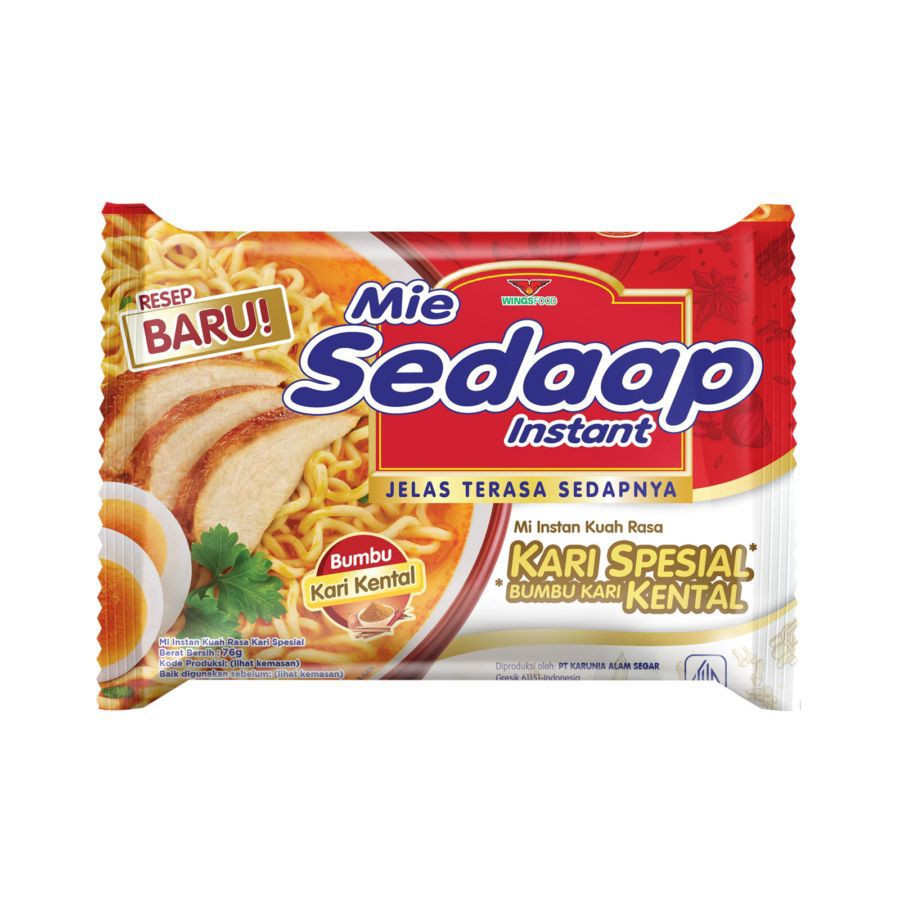 RESEP
BARU!
WINGSFOOD
Mie
Sedaap
Instant
JELAS TERASA SEDAPNYA
Mi Instan Kuah Rasa
KARI SPESIAL*
*BUMBU KARI KENTAL
Bumbu
Kari Kental
Mi Instan Kuah Rasa Kari Spesial
Berat Bersih : 76g
Kode Produksi: (lihat kemasan)
Baik digunakan sebelum: (lihat kemasan)
Diproduksi oleh: PT KARUNIA ALAM SEGAR
Gresik 61151-Indonesia